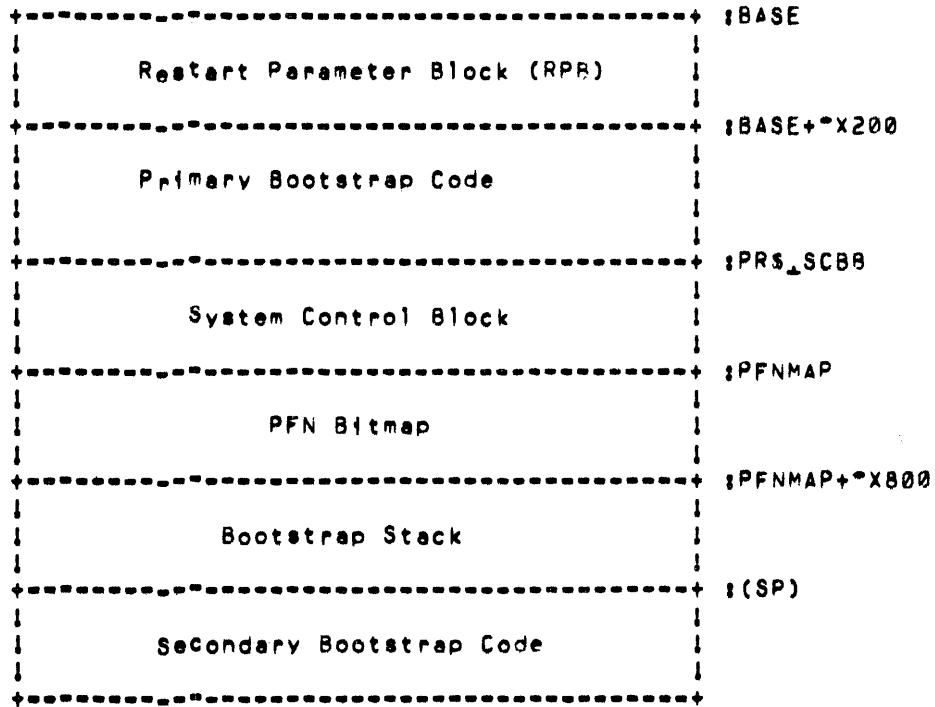 :BASE
Restart Parameter Block (RPB)
:BASE+^X200
Primary Bootstrap Code
:PR$_SCBB
System Control Block
:PFNMAP
PFN Bitmap
:PFNMAP+^X800
Bootstrap Stack
:(SP)
Secondary Bootstrap Code